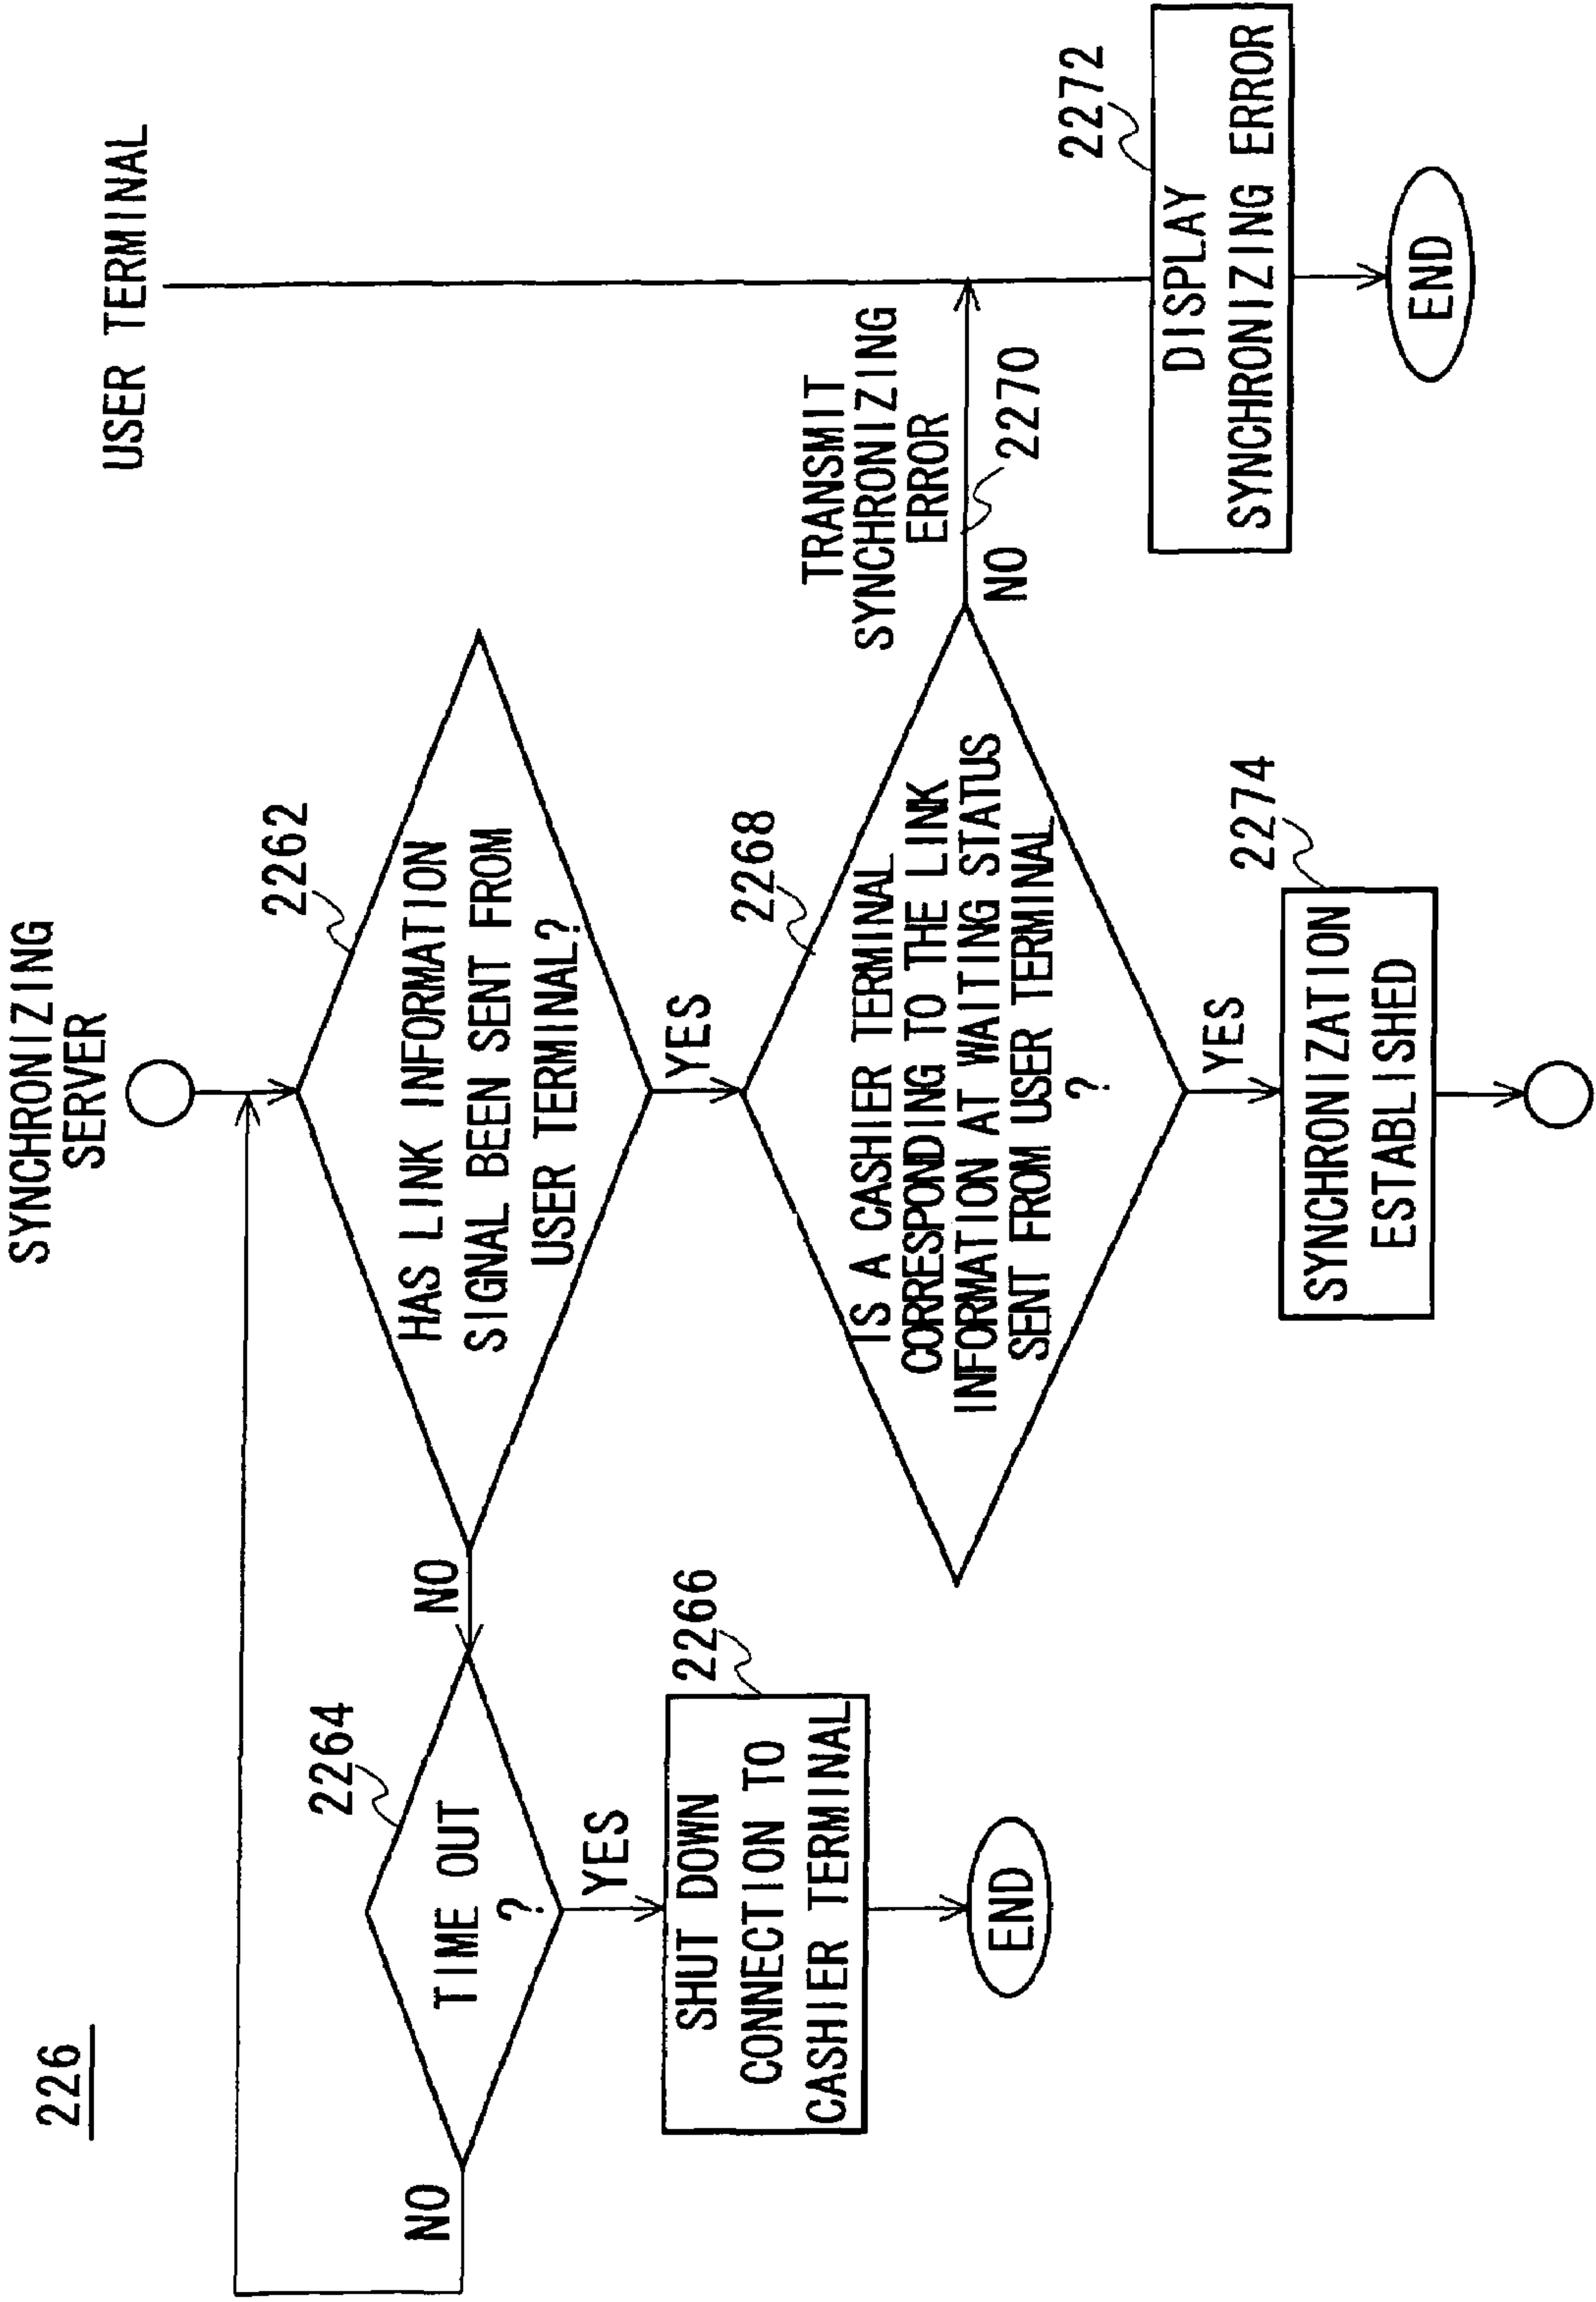 226
SYNCHRONIZING
SERVER
USER TERMINAL
2262
HAS LINK INFORMATION
SIGNAL BEEN SENT FROM
USER TERMINAL?
NO
YES
2264
TIME OUT
?
NO
YES
2266
SHUT DOWN
CONNECTION TO
CASHIER TERMINAL
END
2268
IS A CASHIER TERMINAL
CORRESPONDING TO THE LINK
INFORMATION AT WAITING STATUS
SENT FROM USER TERMINAL
?
NO
YES
TRANSMIT
SYNCHRONIZING
ERROR
2270
2272
DISPLAY
SYNCHRONIZING ERROR
END
2274
SYNCHRONIZATION
ESTABLISHED